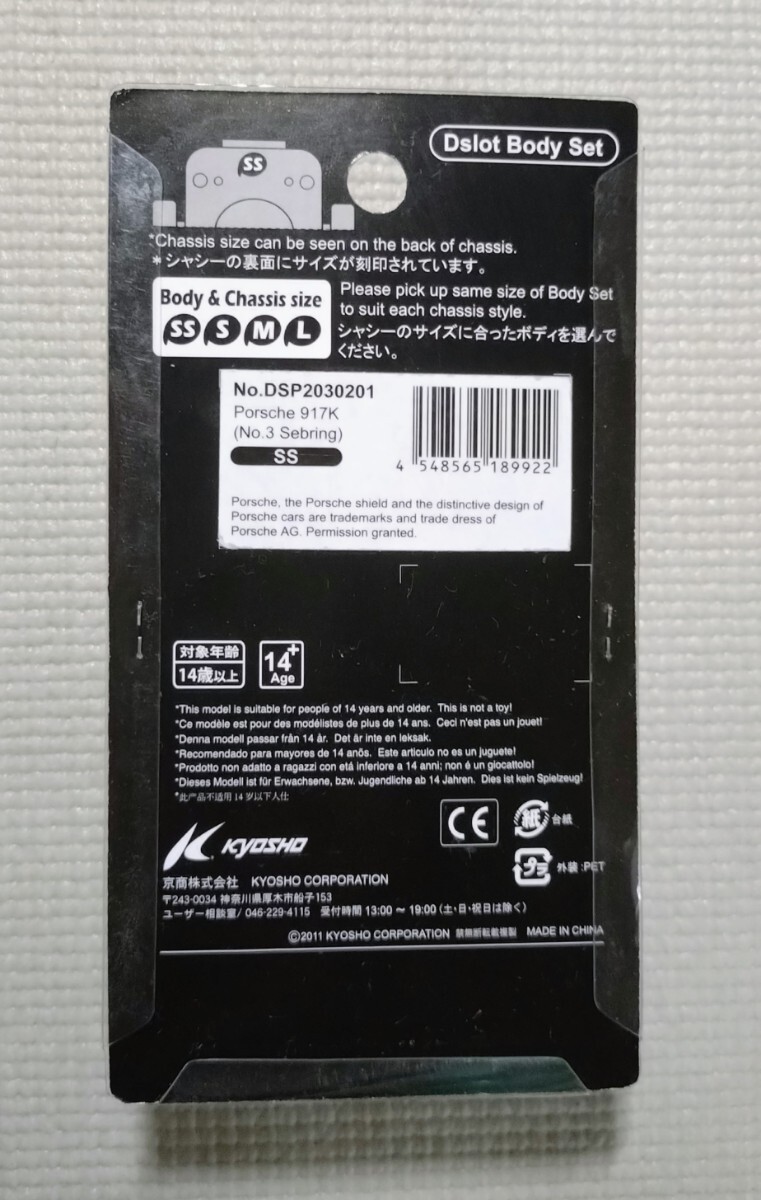 Dslot Body Set
SS
*Chassis size can be seen on the back of chassis.
*シャシーの裏面にサイズが刻印されています。
Body & Chassis size
SS S M L
Please pick up same size of Body Set
to suit each chassis style.
シャシーのサイズに合ったボディを選んで
ください。
No.DSP2030201
Porsche 917K
(No.3 Sebring)
SS
4 548565 189922
Porsche, the Porsche shield and the distinctive design of
Porsche cars are trademarks and trade dress of
Porsche AG. Permission granted.
対象年齢
14歳以上
14+
Age
*This model is suitable for people of 14 years and older. This is not a toy!
*Ce modèle est pour des modélistes de plus de 14 ans. Ceci n'est pas un jouet!
*Denna modell passar från 14 år. Det är inte en leksak.
*Recomendado para mayores de 14 anõs. Este articulo no es un juguete!
*Prodotto non adatto a ragazzi con etá inferiore a 14 anni; non é un giocattolo!
*Dieses Modell ist für Erwachsene, bzw. Jugendliche ab 14 Jahren. Dies ist kein Spielzeug!
*此产品不适用 14 岁以下人仕
CE
紙 台紙
プラ 外装:PET
KYOSHO
京商株式会社 KYOSHO CORPORATION
〒243-0034 神奈川県厚木市船子153
ユーザー相談室/ 046-229-4115 受付時間 13:00～19:00(土・日・祝日は除く)
©2011 KYOSHO CORPORATION 禁無断転載複製 MADE IN CHINA